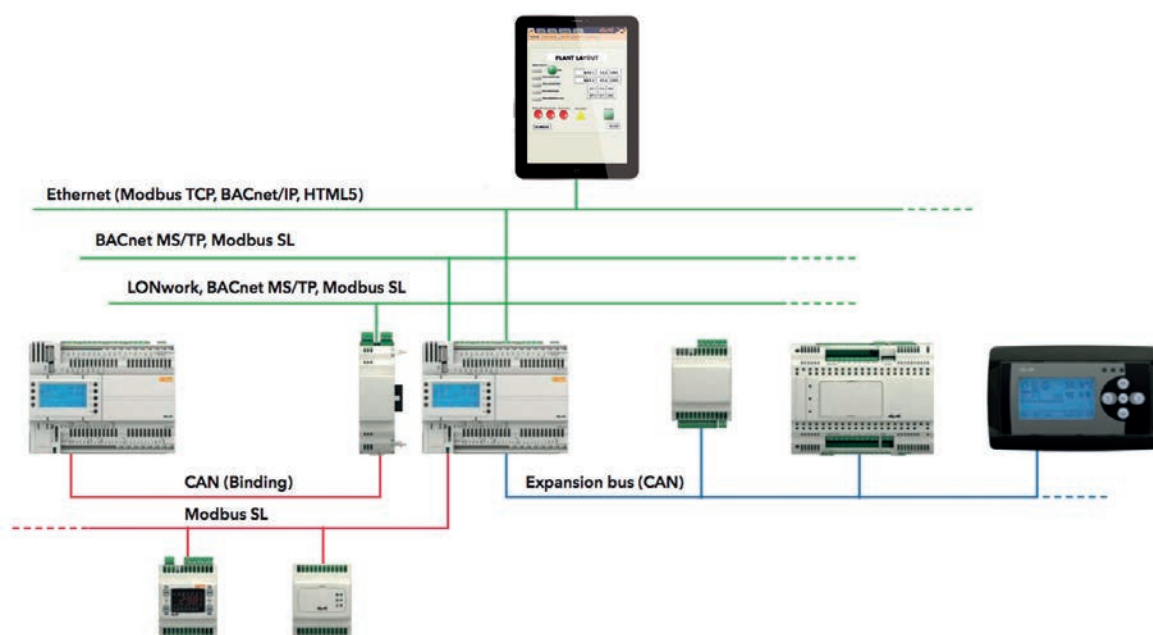 PLANT LAYOUT
Ethernet (Modbus TCP, BACnet/IP, HTML5)
BACnet MS/TP, Modbus SL
LONwork, BACnet MS/TP, Modbus SL
CAN (Binding)
Expansion bus (CAN)
Modbus SL